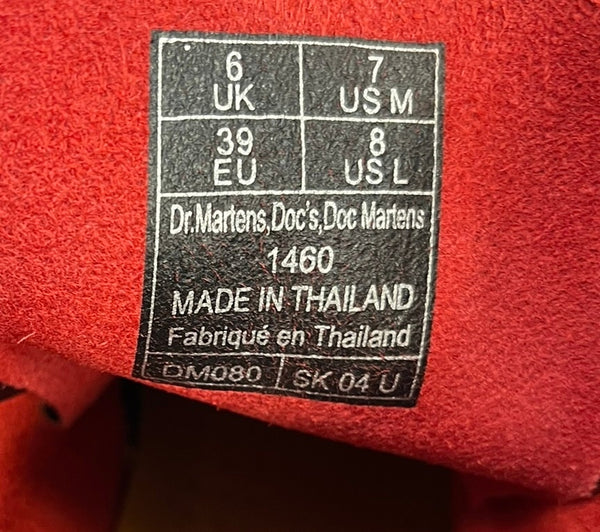 6 7
UK US M
39 8
EU US L
Dr.Martens,Doc's,Doc Martens
1460
MADE IN THAILAND
Fabriqué en Thailand
DM080 SK 04 U